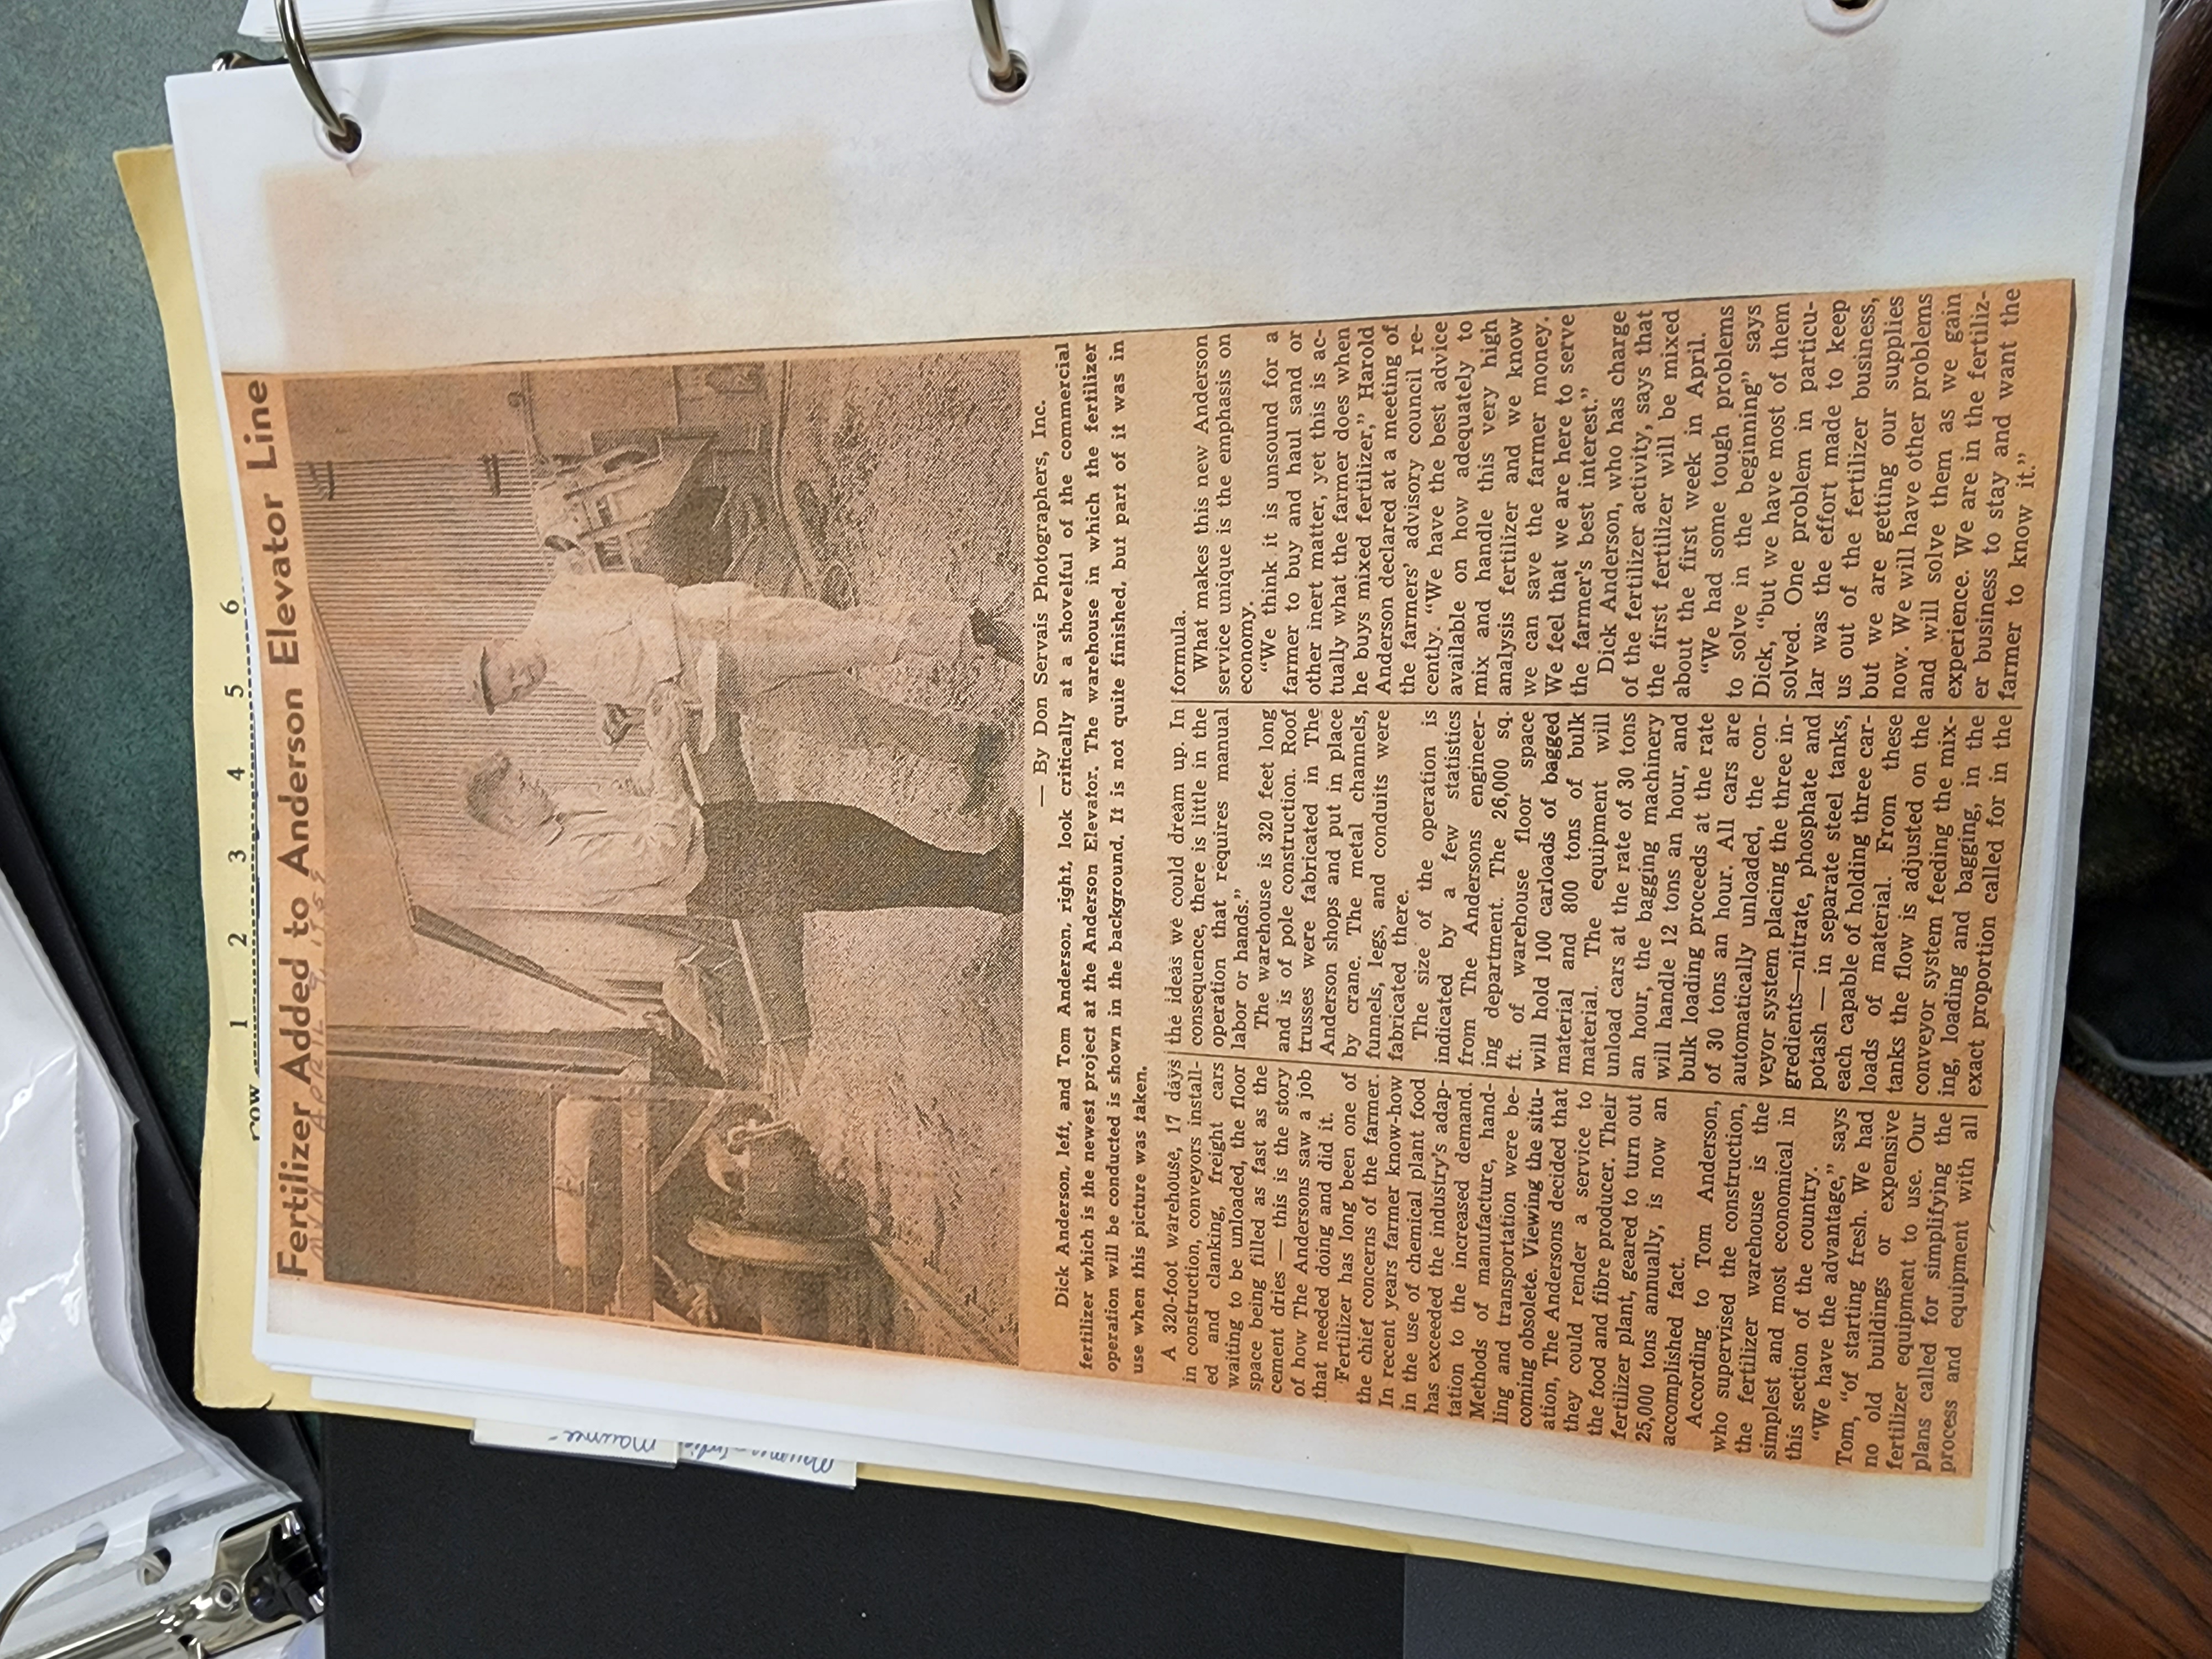 Fertilizer Added to Anderson Elevator Line
APRIL 9, 1959
— By Don Servais Photographers, Inc.
Dick Anderson, left, and Tom Anderson, right, look critically at a shovelful of the commercial
fertilizer which is the newest project at the Anderson Elevator. The warehouse in which the fertilizer
operation will be conducted is shown in the background. It is not quite finished, but part of it was in
use when this picture was taken.
A 320-foot warehouse, 17 days
in construction, conveyors install-
ed and clanking, freight cars
waiting to be unloaded, the floor
space being filled as fast as the
cement dries — this is the story
of how The Andersons saw a job
that needed doing and did it.
Fertilizer has long been one of
the chief concerns of the farmer.
In recent years farmer know-how
in the use of chemical plant food
has exceeded the industry's adap-
tation to the increased demand.
Methods of manufacture, hand-
ling and transportation were be-
coming obsolete. Viewing the situ-
ation, The Andersons decided that
they could render a service to
the food and fibre producer. Their
fertilizer plant, geared to turn out
25,000 tons annually, is now an
accomplished fact.
According to Tom Anderson,
who supervised the construction,
the fertilizer warehouse is the
simplest and most economical in
this section of the country.
"We have the advantage," says
Tom, "of starting fresh. We had
no old buildings or expensive
fertilizer equipment to use. Our
plans called for simplifying the
process and equipment with all
the ideas we could dream up. In
consequence, there is little in the
operation that requires manual
labor or hands."
The warehouse is 320 feet long
and is of pole construction. Roof
trusses were fabricated in The
Anderson shops and put in place
by crane. The metal channels,
funnels, legs, and conduits were
fabricated there.
The size of the operation is
indicated by a few statistics
from The Andersons engineer-
ing department. The 26,000 sq.
ft. of warehouse floor space
will hold 100 carloads of bagged
material and 800 tons of bulk
material. The equipment will
unload cars at the rate of 30 tons
an hour, the bagging machinery
will handle 12 tons an hour, and
bulk loading proceeds at the rate
of 30 tons an hour. All cars are
automatically unloaded, the con-
veyor system placing the three in-
gredients—nitrate, phosphate and
potash — in separate steel tanks,
each capable of holding three car-
loads of material. From these
tanks the flow is adjusted on the
conveyor system feeding the mix-
ing, loading and bagging, in the
exact proportion called for in the
formula.
What makes this new Anderson
service unique is the emphasis on
economy.
"We think it is unsound for a
farmer to buy and haul sand or
other inert matter, yet this is ac-
tually what the farmer does when
he buys mixed fertilizer," Harold
Anderson declared at a meeting of
the farmers' advisory council re-
cently. "We have the best advice
available on how adequately to
mix and handle this very high
analysis fertilizer and we know
we can save the farmer money.
We feel that we are here to serve
the farmer's best interest."
Dick Anderson, who has charge
of the fertilizer activity, says that
the first fertilizer will be mixed
about the first week in April.
"We had some tough problems
to solve in the beginning" says
Dick, "but we have most of them
solved. One problem in particu-
lar was the effort made to keep
us out of the fertilizer business,
but we are getting our supplies
now. We will have other problems
and will solve them as we gain
experience. We are in the fertiliz-
er business to stay and want the
farmer to know it."
row 1 2 3 4 5 6
Maumee -
Maumee -